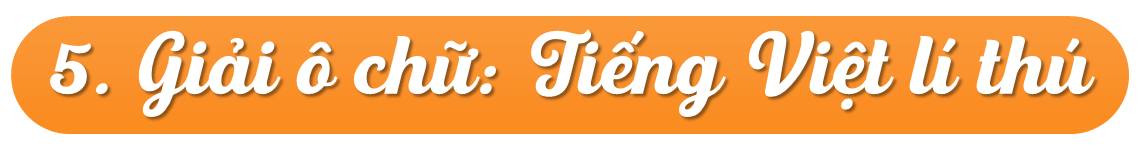 5. Giải ô chữ: Tiếng Việt lí thú